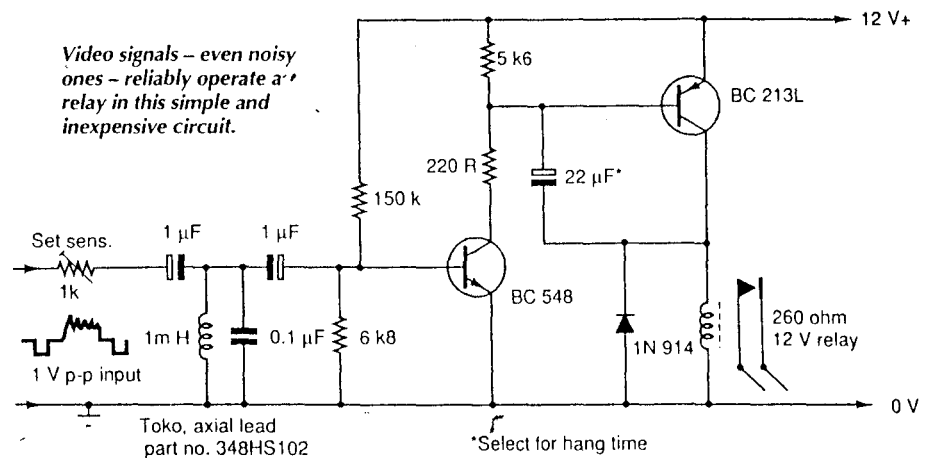 12 V+
Video signals – even noisy
ones – reliably operate a
relay in this simple and
inexpensive circuit.
5 k6
BC 213L
220 R
22 µF*
150 k
Set sens.
1 µF
1 µF
1k
BC 548
1m H
0.1 µF
6 k8
1N 914
260 ohm
12 V relay
1 V p-p input
0 V
Toko, axial lead
part no. 348HS102
*Select for hang time